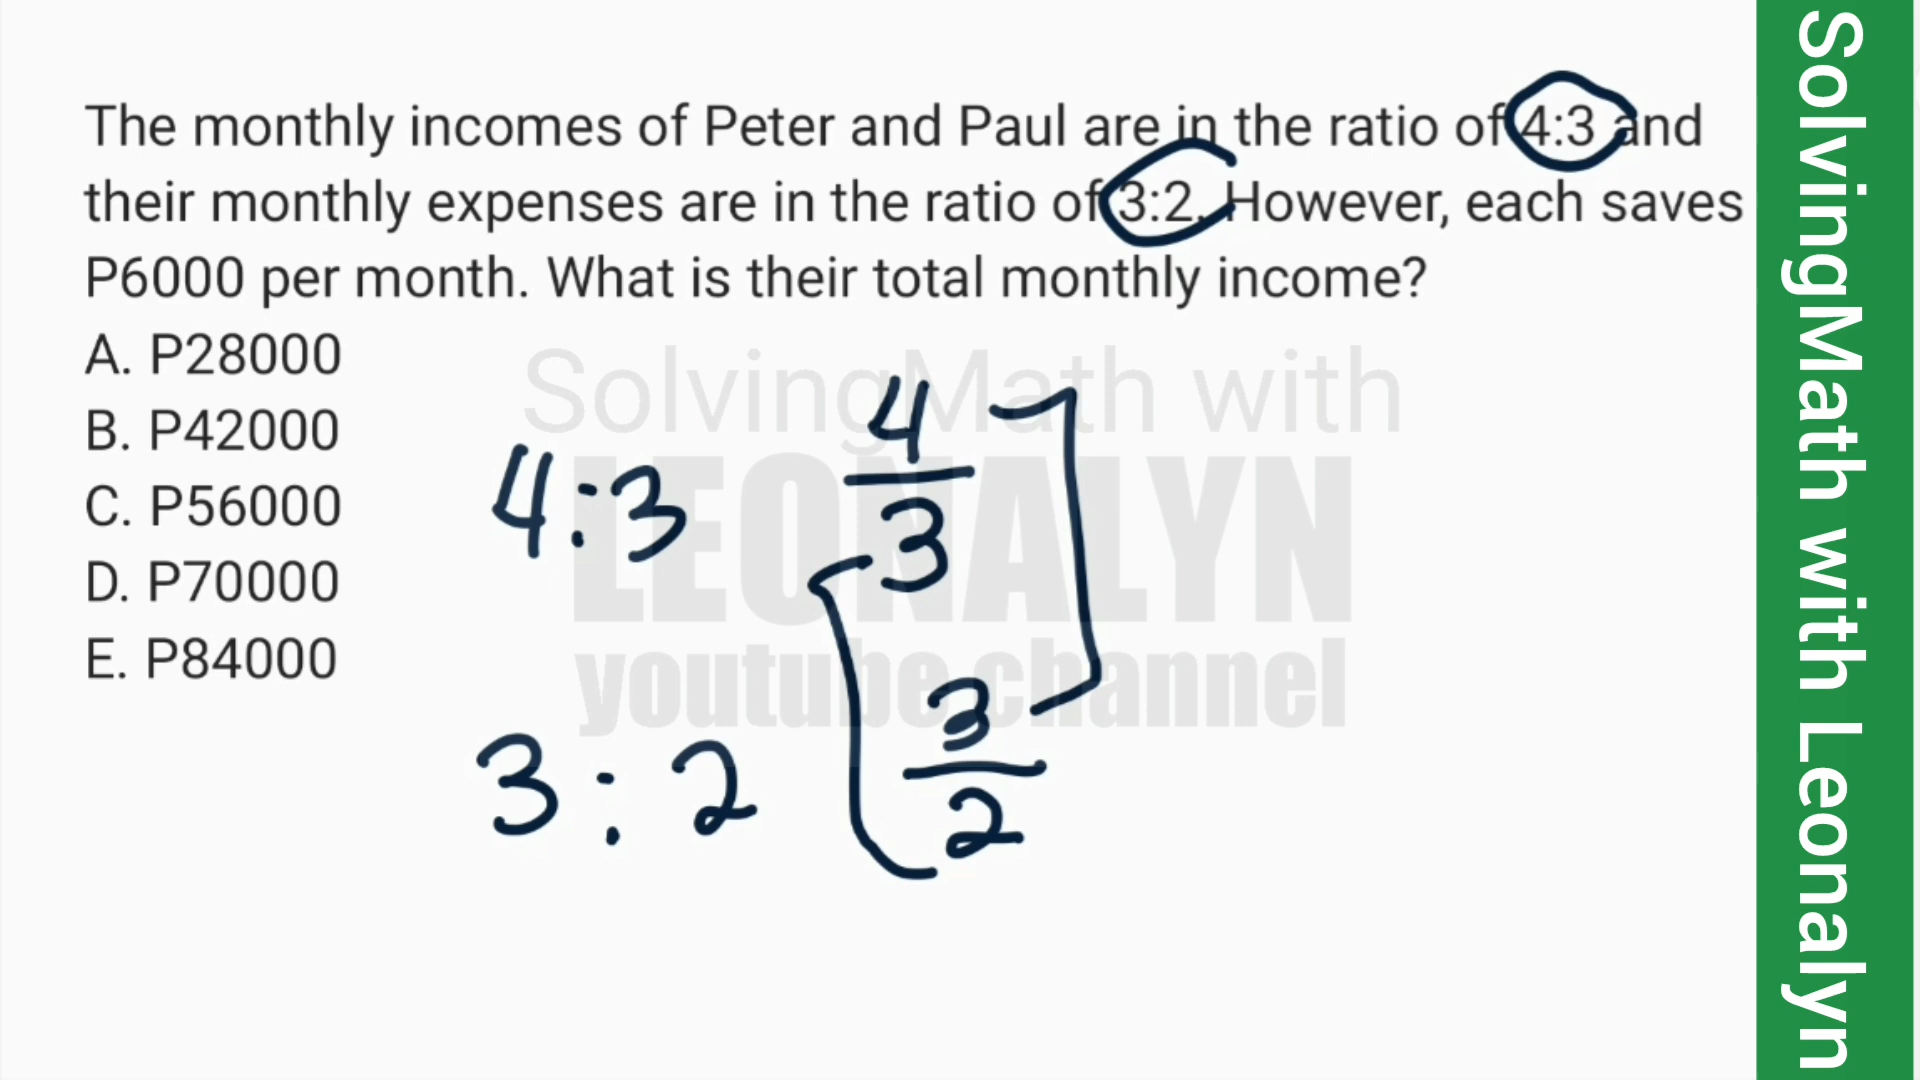 The monthly incomes of Peter and Paul are in the ratio of 4:3 and
their monthly expenses are in the ratio of 3:2. However, each saves
P6000 per month. What is their total monthly income?
A. P28000
B. P42000
C. P56000
D. P70000
E. P84000
4:3
4
3
3:2
3
2
SolvingMath with
LEONALYN
youtube channel
SolvingMath with Leonalyn